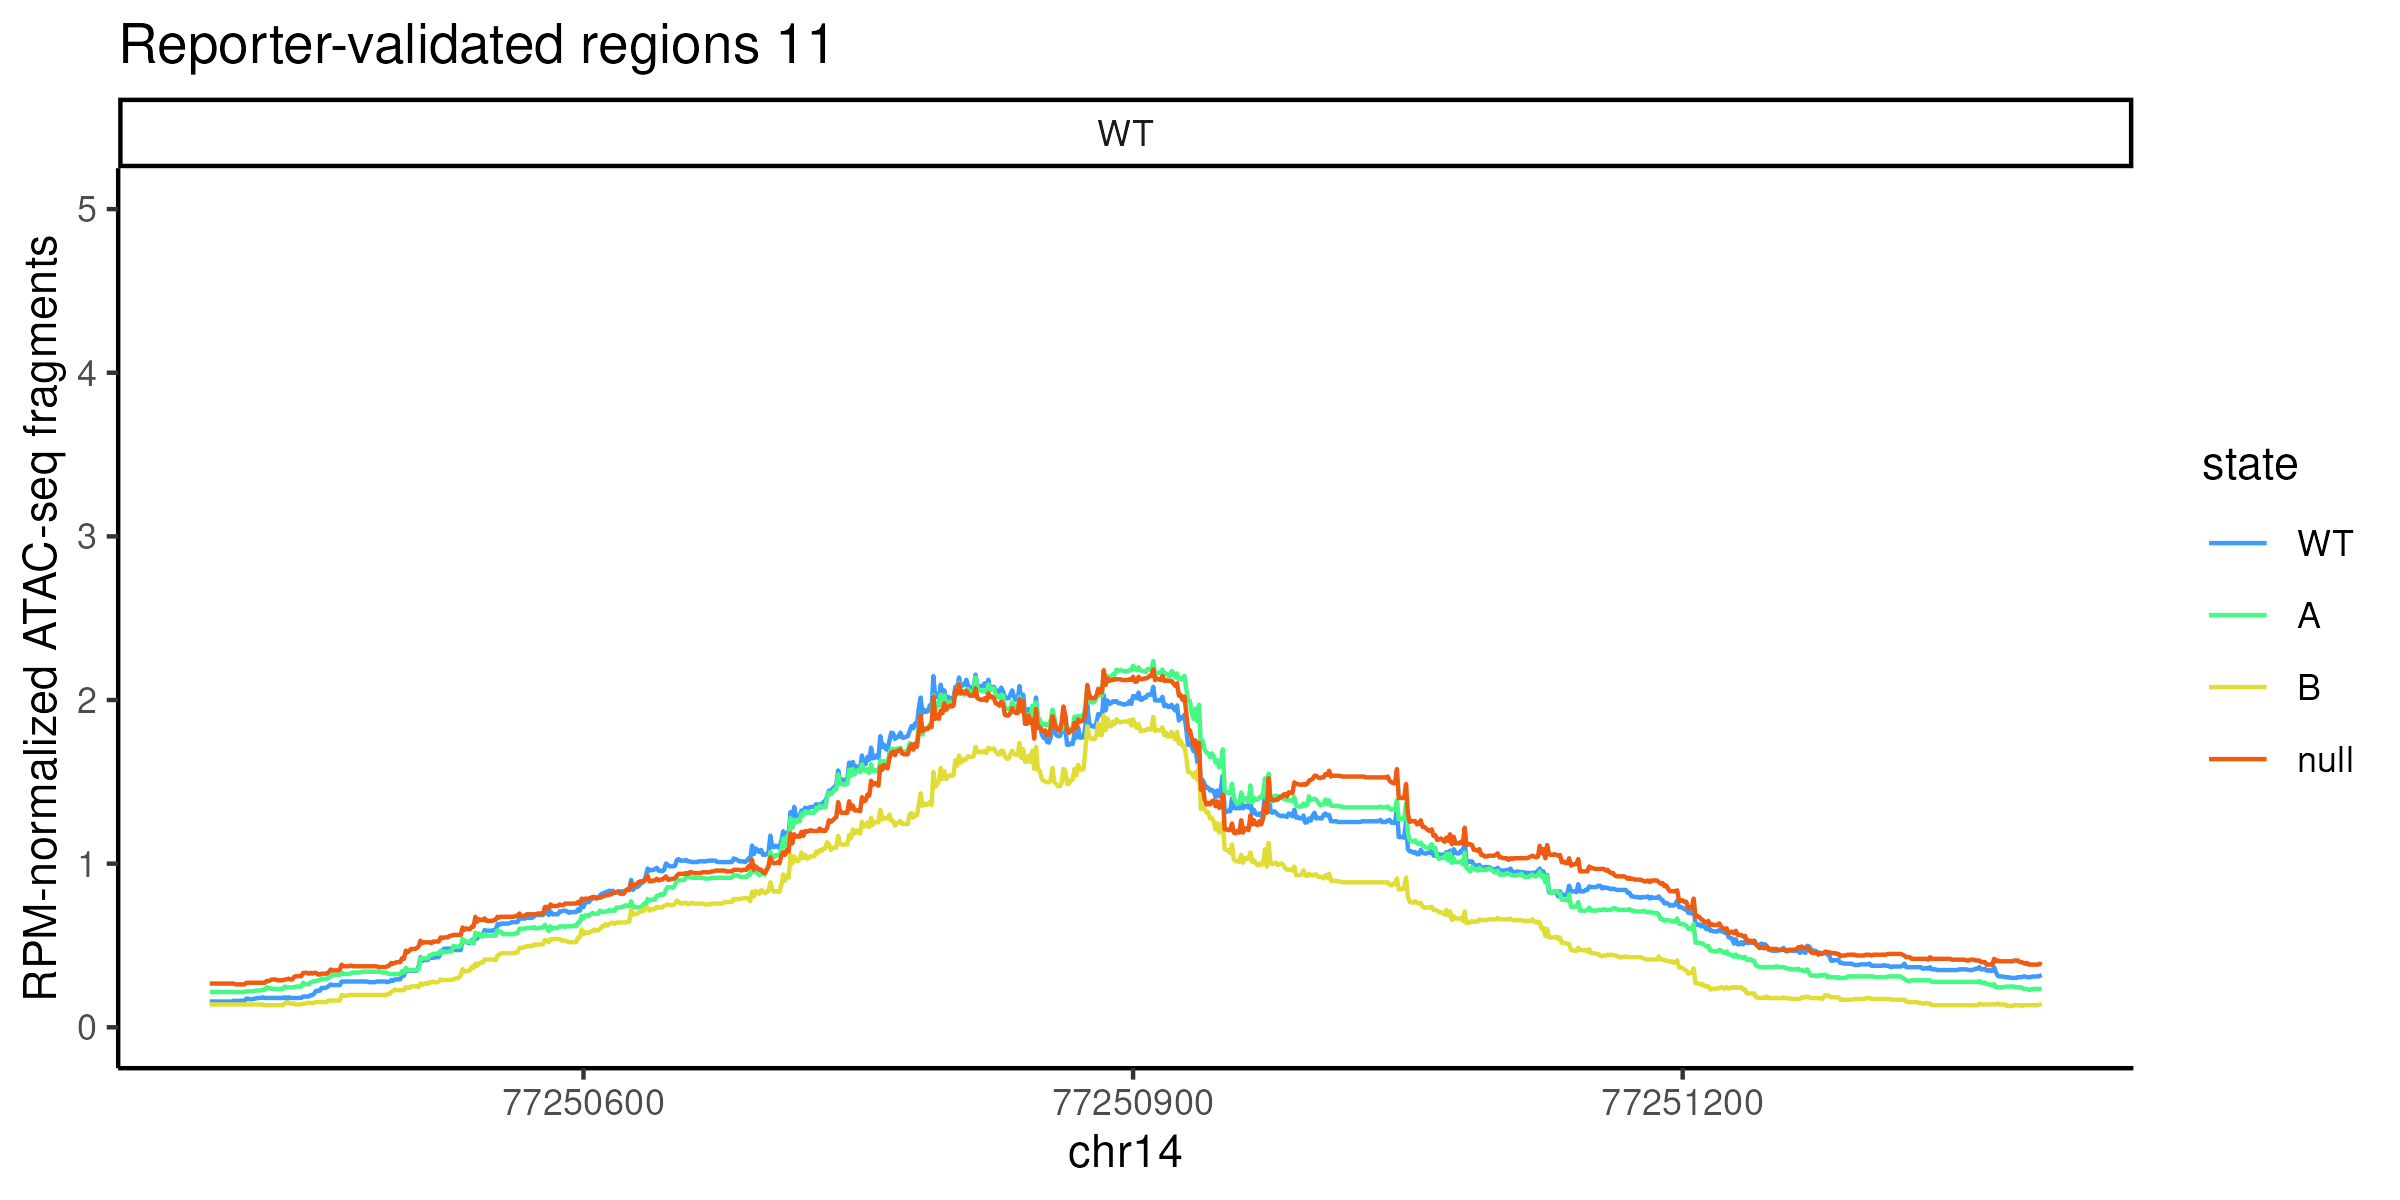 Reporter-validated regions 11
WT
RPM-normalized ATAC-seq fragments
5
4
3
2
1
0
77250600 77250900 77251200
chr14
state
WT
A
B
null